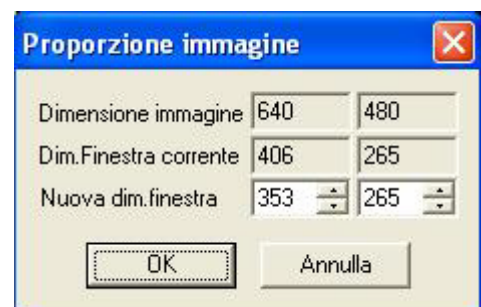 Proporzione immagine
Dimensione immagine 640 480
Dim.Finestra corrente 406 265
Nuova dim.finestra 353 265
OK Annulla